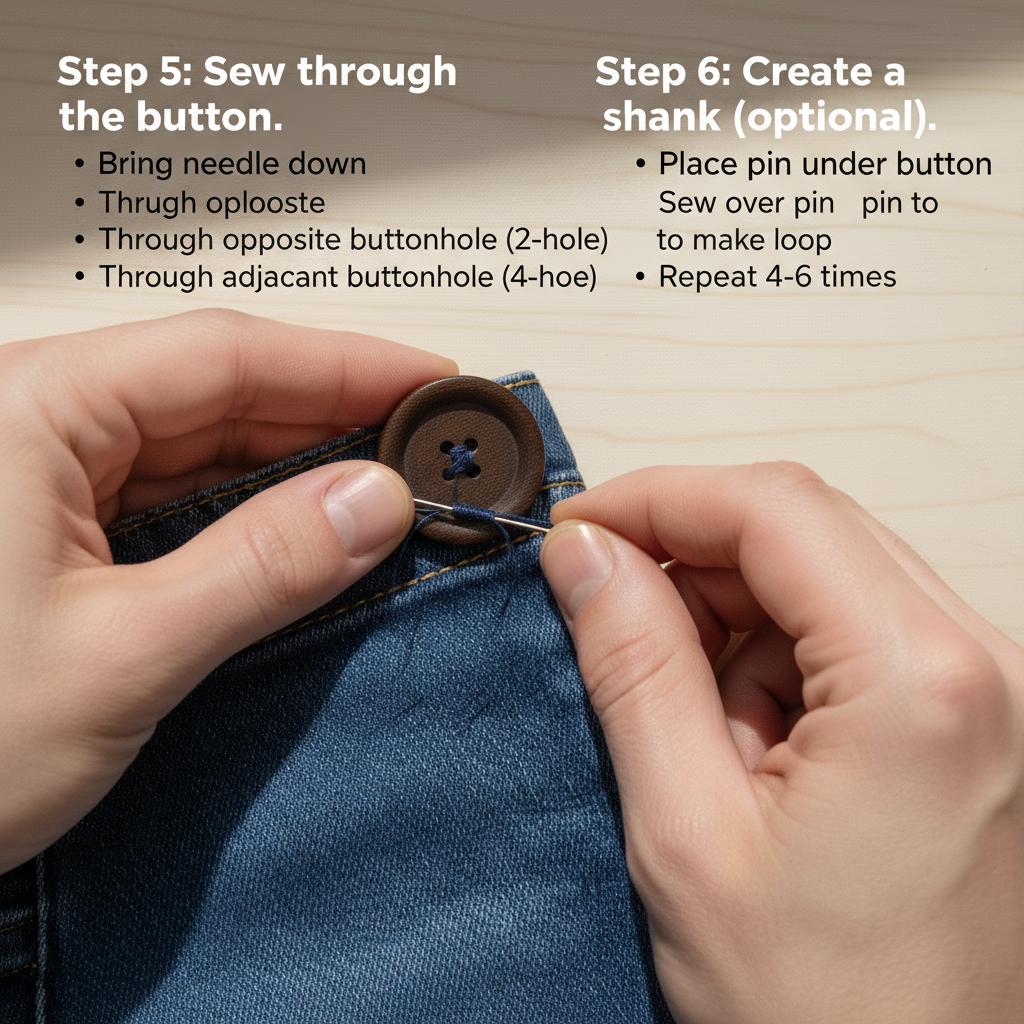 Step 5: Sew through
the button.
• Bring needle down
• Thrugh oplooste
• Through opposite buttonhole (2-hole)
• Through adjacant buttonhole (4-hoe)
Step 6: Create a
shank (optional).
• Place pin under button
Sew over pin pin to
to make loop
• Repeat 4-6 times